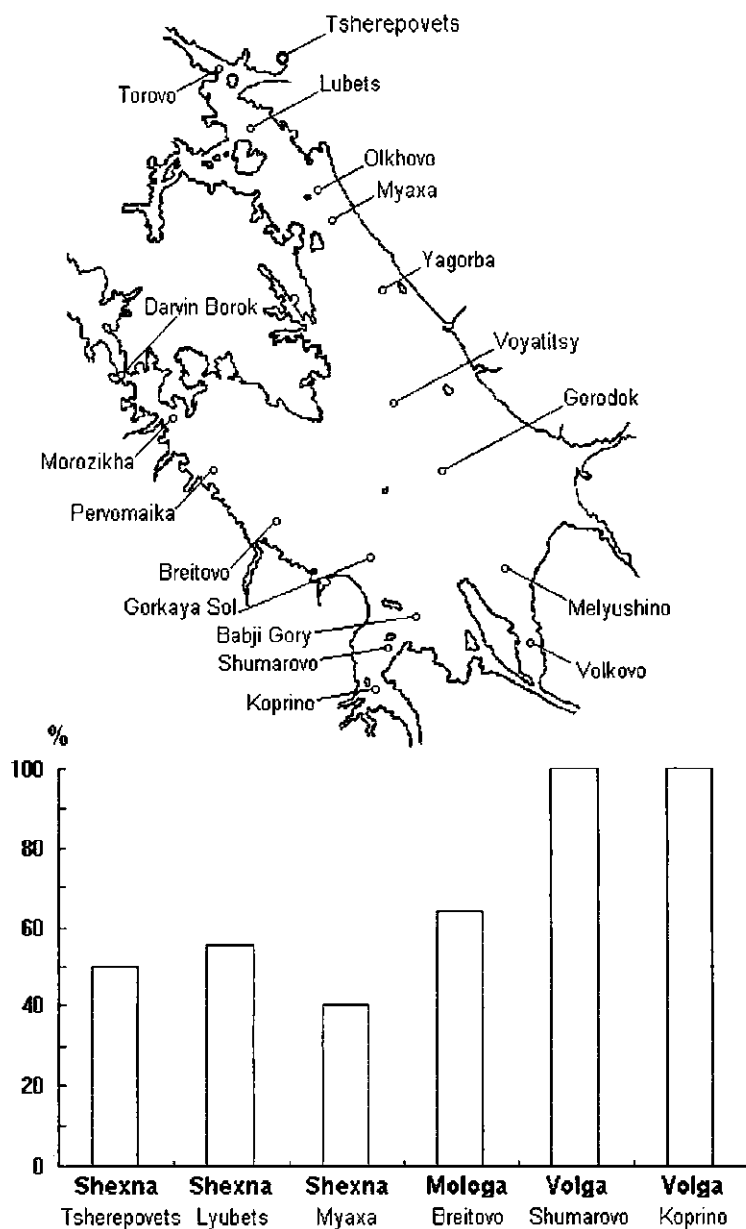 Tsherepovets
Torovo
Lubets
Olkhovo
Myaxa
Yagorba
Darvin Borok
Voyatitsy
Gorodok
Morozikha
Pervomaika
Breitovo
Gorkaya Sol
Melyushino
Babji Gory
Shumarovo
Volkovo
Koprino
%
100
80
60
40
20
0
Shexna Shexna Shexna Mologa Volga Volga
Tsherepovets Lyubets Myaxa Breitovo Shumarovo Koprino